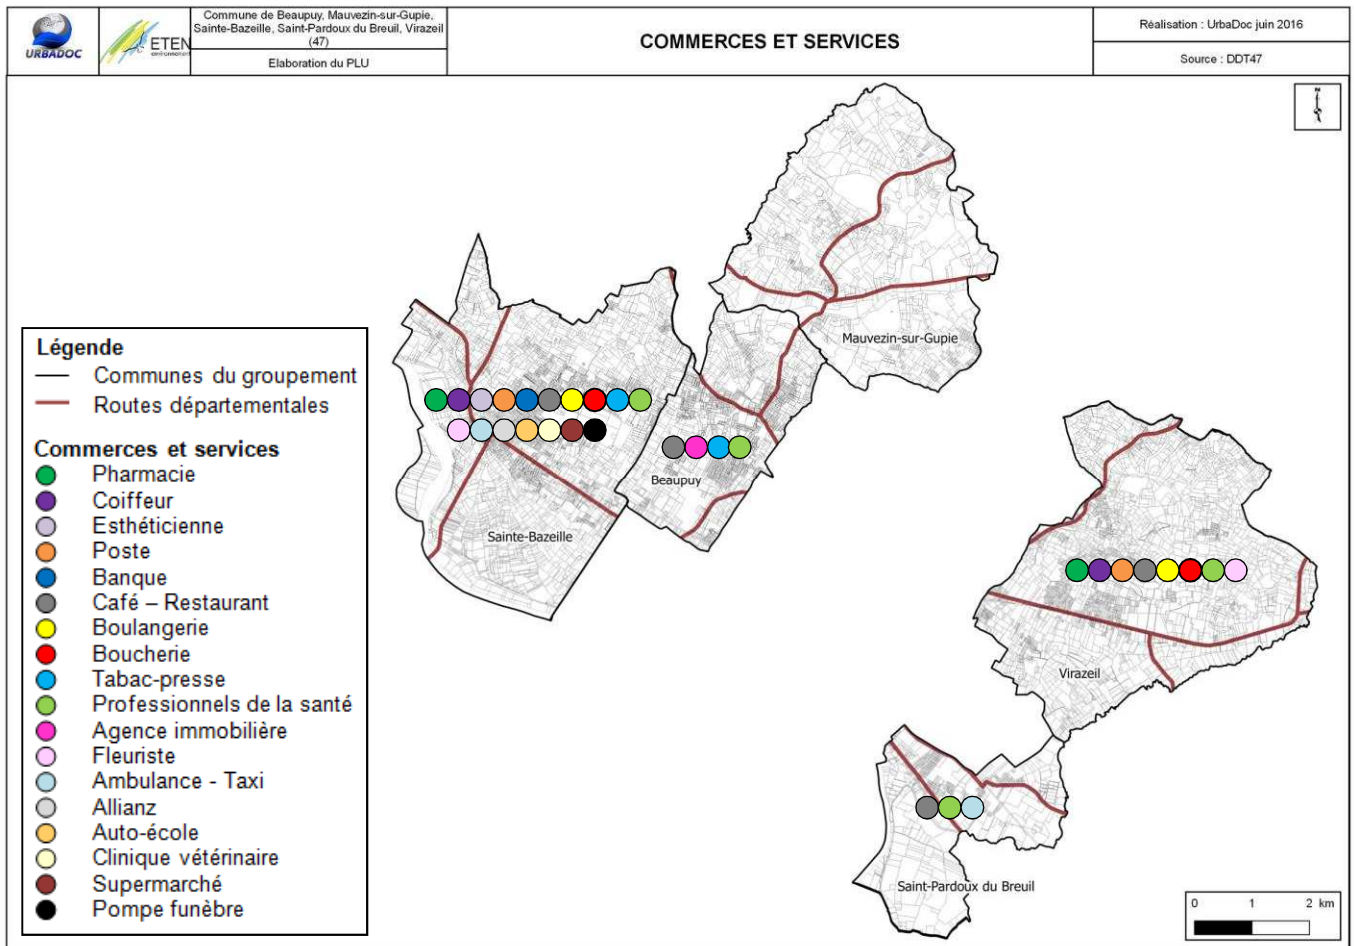 URBADOC
ETEN
environnement
Commune de Beaupuy, Mauvezin-sur-Gupie,
Sainte-Bazeille, Saint-Pardoux du Breuil, Virazeil
(47)
Elaboration du PLU
COMMERCES ET SERVICES
Réalisation : UrbaDoc juin 2016
Source : DDT47
N
Mauvezin-sur-Gupie
Beaupuy
Sainte-Bazeille
Virazeil
Saint-Pardoux du Breuil
Légende
Communes du groupement
Routes départementales
Commerces et services
Pharmacie
Coiffeur
Esthéticienne
Poste
Banque
Café – Restaurant
Boulangerie
Boucherie
Tabac-presse
Professionnels de la santé
Agence immobilière
Fleuriste
Ambulance - Taxi
Allianz
Auto-école
Clinique vétérinaire
Supermarché
Pompe funèbre
0 1 2 km